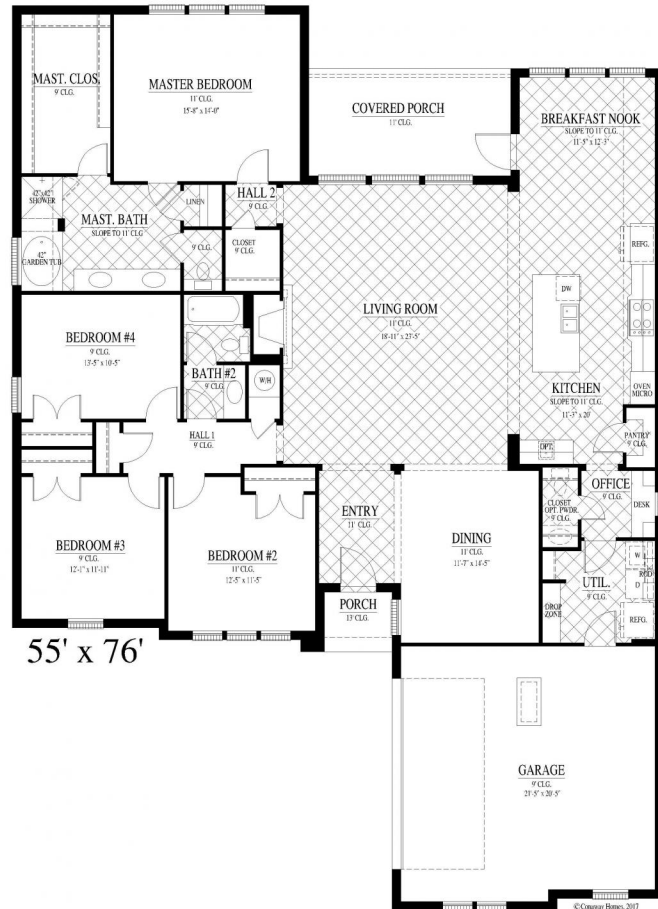 MAST. CLOS.
9' CLG.
MASTER BEDROOM
11' CLG.
15'-8" x 14'-0"
COVERED PORCH
11' CLG.
BREAKFAST NOOK
SLOPE TO 11' CLG.
11'-5" x 12'-3"
42"x42"
SHOWER
MAST. BATH
SLOPE TO 11' CLG
LINEN
HALL 2
9' CLG.
9' CLG.
CLOSET
9' CLG.
42"
GARDEN TUB
REFG.
DW
LIVING ROOM
11' CLG.
18'-11" x 27'-5"
BEDROOM #4
9' CLG.
13'-5" x 10'-5"
BATH #2
9' CLG.
W/H
OVEN
MICRO
KITCHEN
SLOPE TO 11' CLG.
11'-3" x 20'
HALL 1
9' CLG.
OPT.
PANTRY
9' CLG.
OFFICE
9' CLG.
DESK
CLOSET
OPT. PWDR.
9' CLG.
ENTRY
11' CLG.
DINING
11' CLG.
11'-7" x 14'-5"
BEDROOM #3
9' CLG.
12'-1" x 11'-11"
BEDROOM #2
11' CLG.
12'-5" x 11'-5"
W
ROD
D
UTIL.
9' CLG.
DROP
ZONE
REFG.
PORCH
13' CLG.
55' x 76'
GARAGE
9' CLG.
21'-5" x 20'-5"
© Conaway Homes, 2017